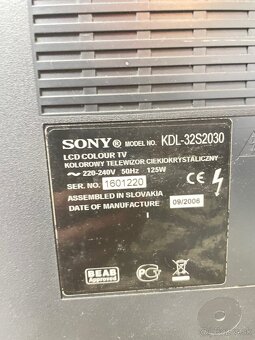 SONY® MODEL NO. KDL-32S2030
LCD COLOUR TV
KOLOROWY TELEWIZOR CIEKŁOKRYSTALICZNY
~ 220-240V 50Hz 125W
SER. NO. 1601220
ASSEMBLED IN SLOVAKIA
DATE OF MANUFACTURE 09/2006
I
CE
BEAB
Approved